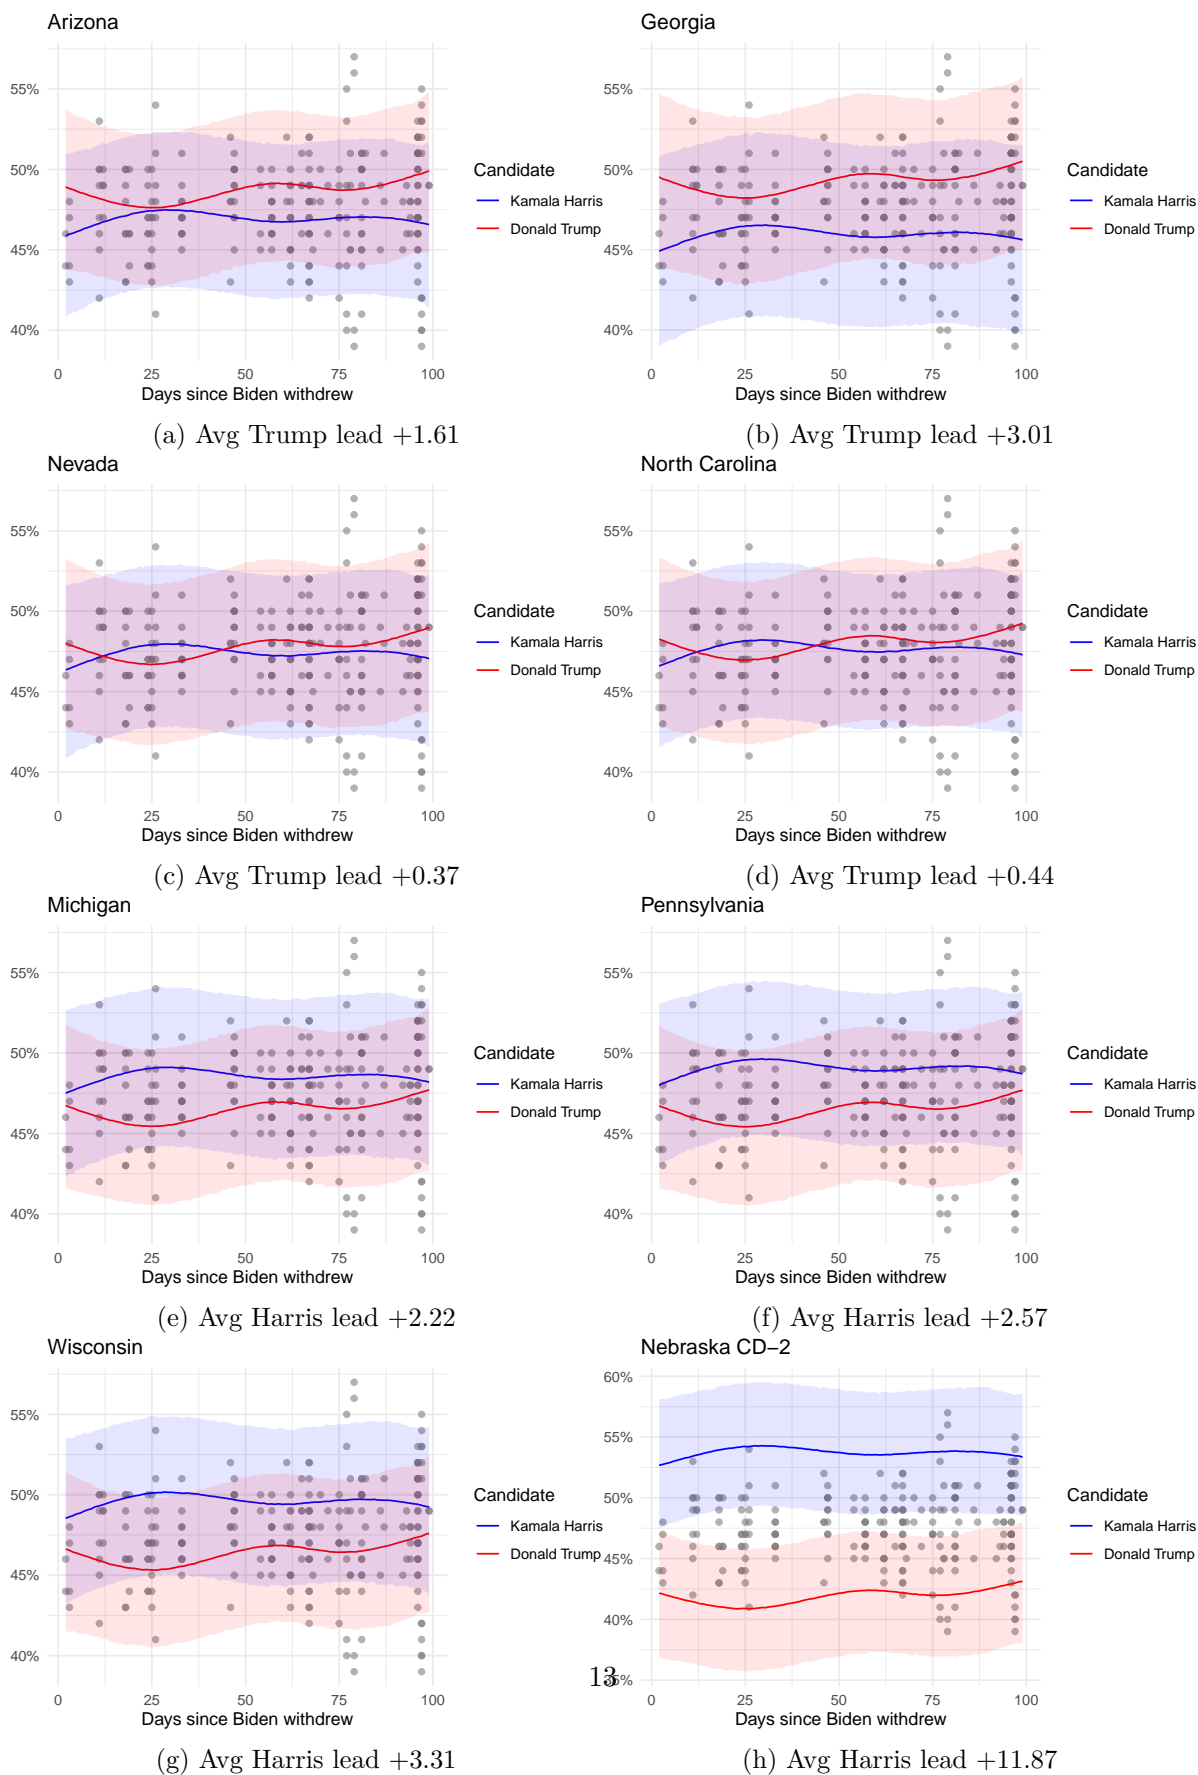 Arizona
55%
50%
45%
40%
0 25 50 75 100
Days since Biden withdrew
Candidate
Kamala Harris
Donald Trump
(a) Avg Trump lead +1.61
Georgia
55%
50%
45%
40%
0 25 50 75 100
Days since Biden withdrew
Candidate
Kamala Harris
Donald Trump
(b) Avg Trump lead +3.01
Nevada
55%
50%
45%
40%
0 25 50 75 100
Days since Biden withdrew
Candidate
Kamala Harris
Donald Trump
(c) Avg Trump lead +0.37
North Carolina
55%
50%
45%
40%
0 25 50 75 100
Days since Biden withdrew
Candidate
Kamala Harris
Donald Trump
(d) Avg Trump lead +0.44
Michigan
55%
50%
45%
40%
0 25 50 75 100
Days since Biden withdrew
Candidate
Kamala Harris
Donald Trump
(e) Avg Harris lead +2.22
Pennsylvania
55%
50%
45%
40%
0 25 50 75 100
Days since Biden withdrew
Candidate
Kamala Harris
Donald Trump
(f) Avg Harris lead +2.57
Wisconsin
55%
50%
45%
40%
0 25 50 75 100
Days since Biden withdrew
Candidate
Kamala Harris
Donald Trump
(g) Avg Harris lead +3.31
Nebraska CD−2
60%
55%
50%
45%
40%
35%
0 25 50 75 100
Days since Biden withdrew
Candidate
Kamala Harris
Donald Trump
(h) Avg Harris lead +11.87
13